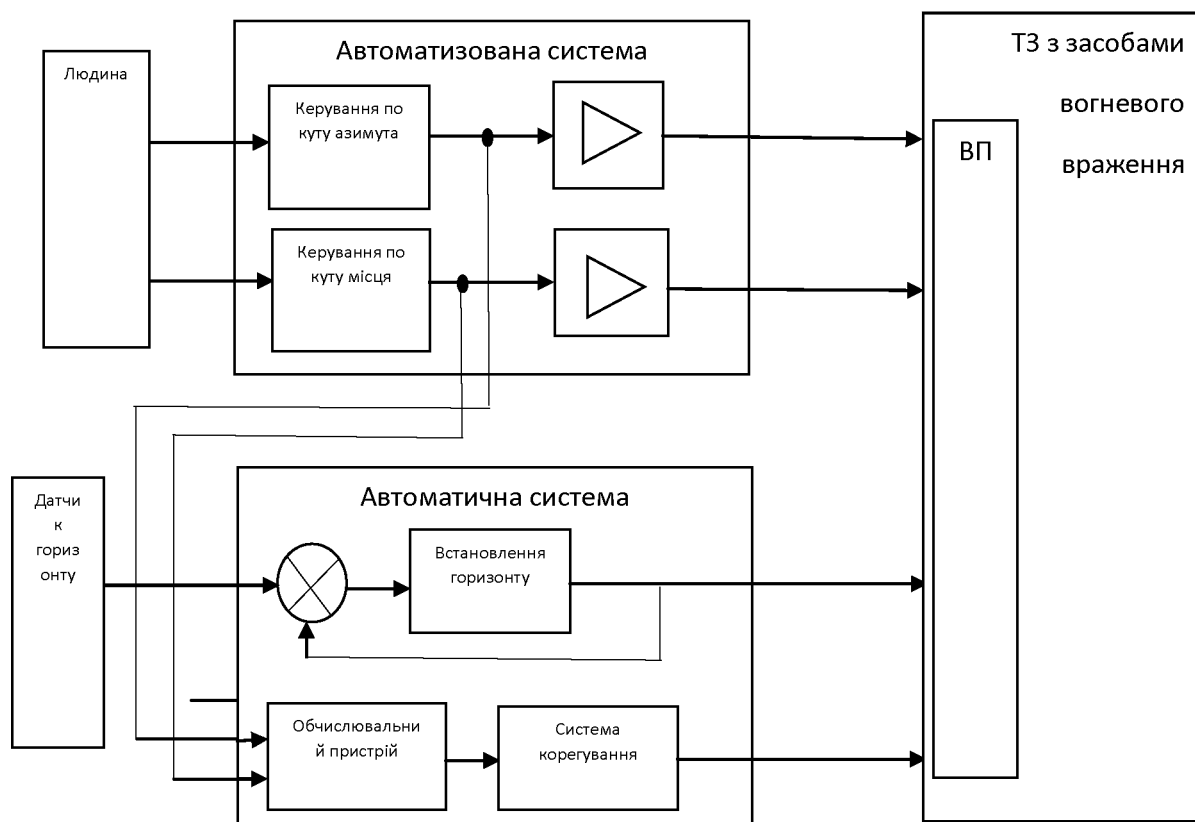 Людина
Автоматизована система
Керування по
куту азимута
Керування по
куту місця
ТЗ з засобами
вогневого
враження
ВП
Датчи
к
гориз
онту
Автоматична система
Встановлення
горизонту
Обчислювальни
й пристрій
Система
корегування